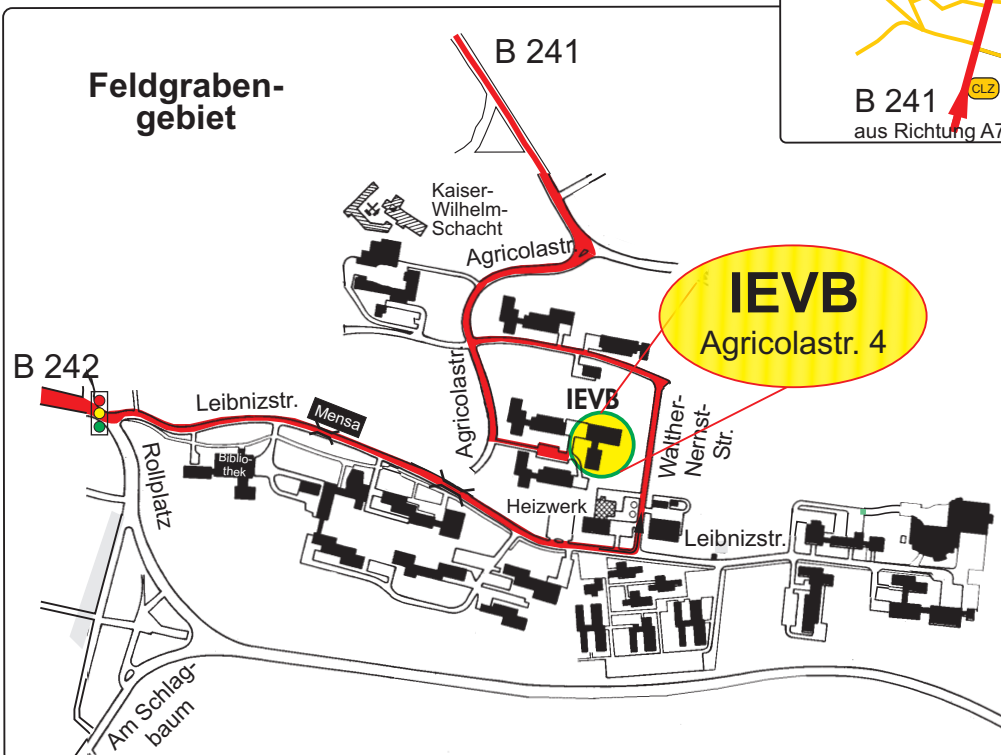 B 241
CLZ
B 241
aus Richtung A7
Feldgraben-
gebiet
Kaiser-
Wilhelm-
Schacht
Agricolastr.
IEVB
Agricolastr. 4
B 242
Leibnizstr.
Mensa
Agricolastr.
IEVB
Walther-
Nernst-
Str.
Rollplatz
Biblio-
thek
Heizwerk
Leibnizstr.
Am Schlag-
baum